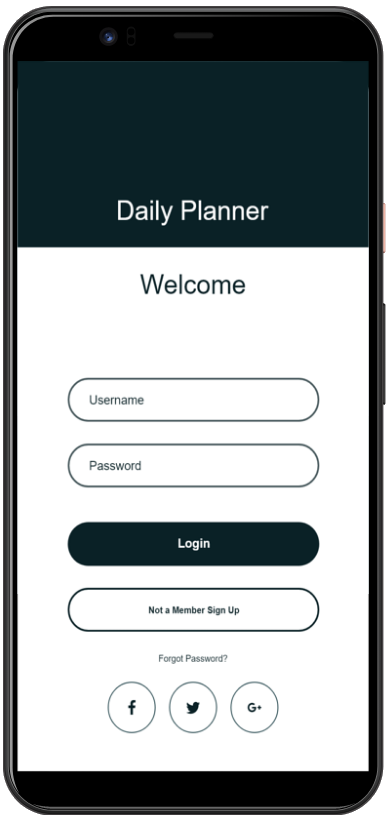 Daily Planner
Welcome
Username
Password
Login
Not a Member Sign Up
Forgot Password?
f
G+